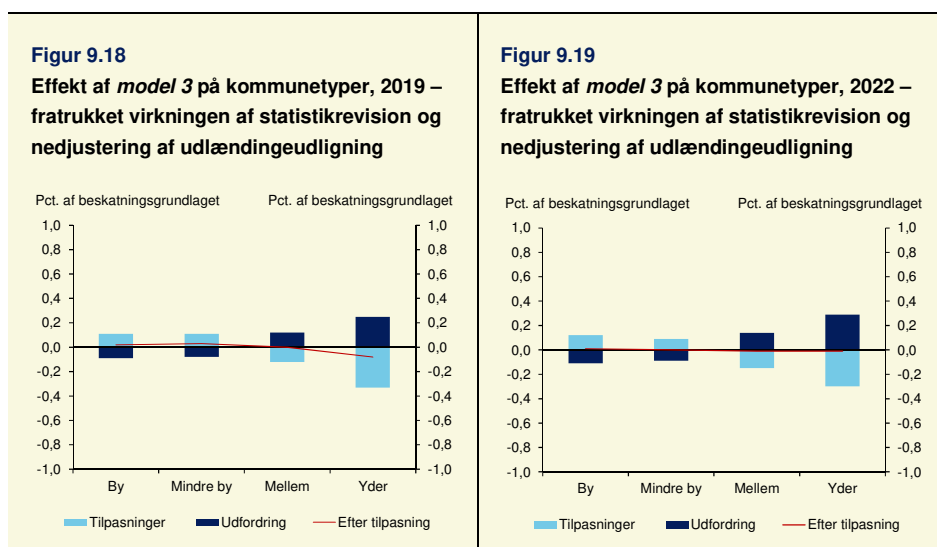 Figur 9.18
Effekt af model 3 på kommunetyper, 2019 –
fratrukket virkningen af statistikrevision og
nedjustering af udlændingeudligning
Pct. af beskatningsgrundlaget Pct. af beskatningsgrundlaget
1,0 1,0
0,8 0,8
0,6 0,6
0,4 0,4
0,2 0,2
0,0 0,0
-0,2 -0,2
-0,4 -0,4
-0,6 -0,6
-0,8 -0,8
-1,0 -1,0
By Mindre by Mellem Yder
Tilpasninger Udfordring Efter tilpasning
Figur 9.19
Effekt af model 3 på kommunetyper, 2022 –
fratrukket virkningen af statistikrevision og
nedjustering af udlændingeudligning
Pct. af beskatningsgrundlaget Pct. af beskatningsgrundlaget
1,0 1,0
0,8 0,8
0,6 0,6
0,4 0,4
0,2 0,2
0,0 0,0
-0,2 -0,2
-0,4 -0,4
-0,6 -0,6
-0,8 -0,8
-1,0 -1,0
By Mindre by Mellem Yder
Tilpasninger Udfordring Efter tilpasning